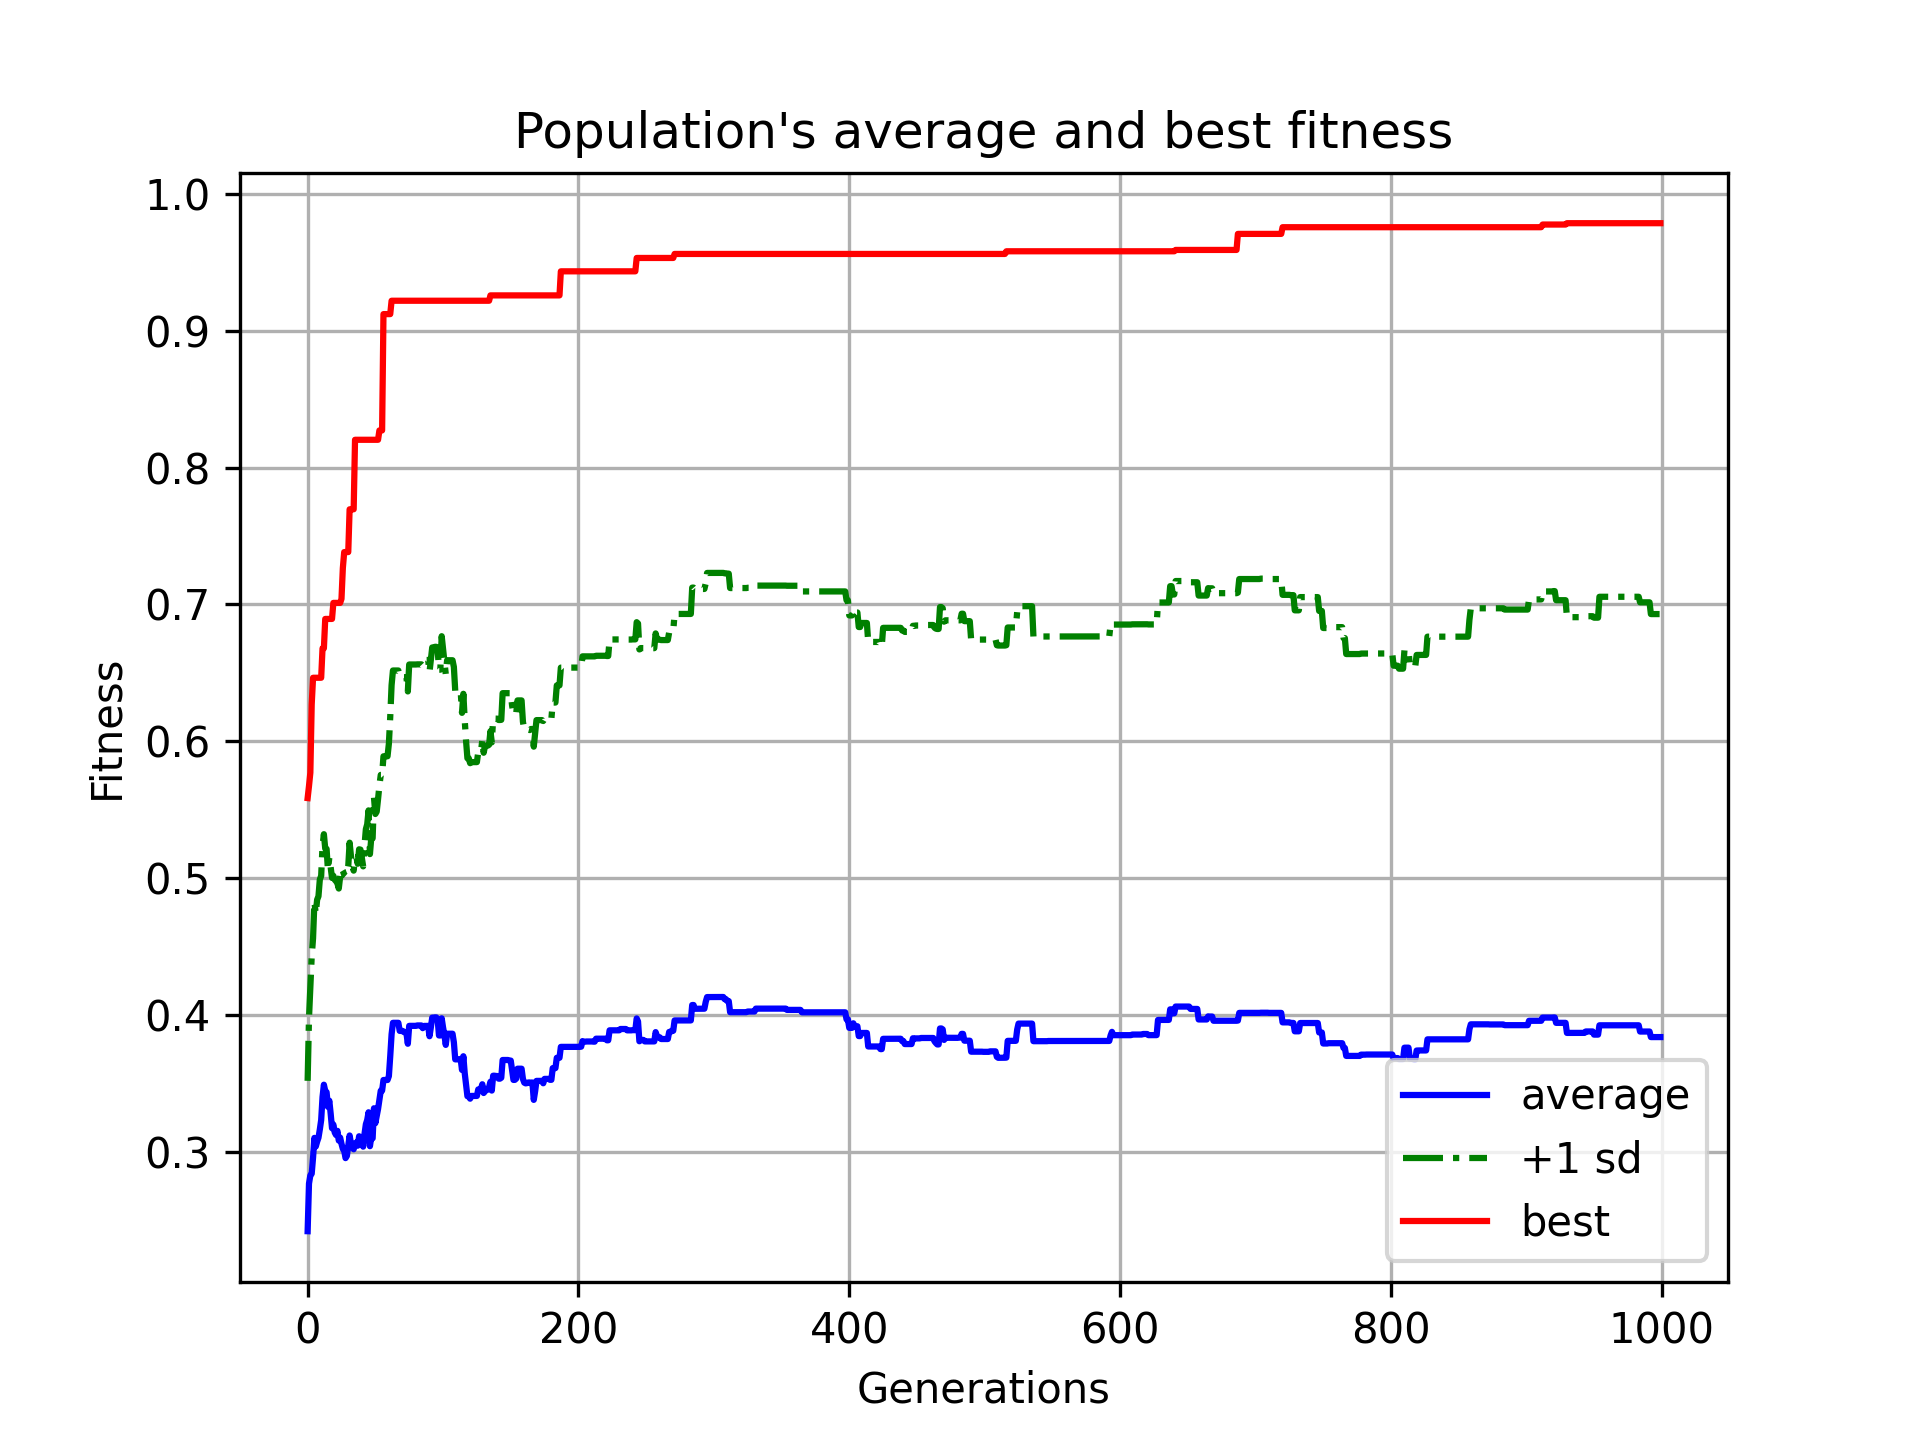 Population's average and best fitness
1.0
0.9
0.8
0.7
0.6
0.5
0.4
0.3
Fitness
0 200 400 600 800 1000
Generations
average
+1 sd
best